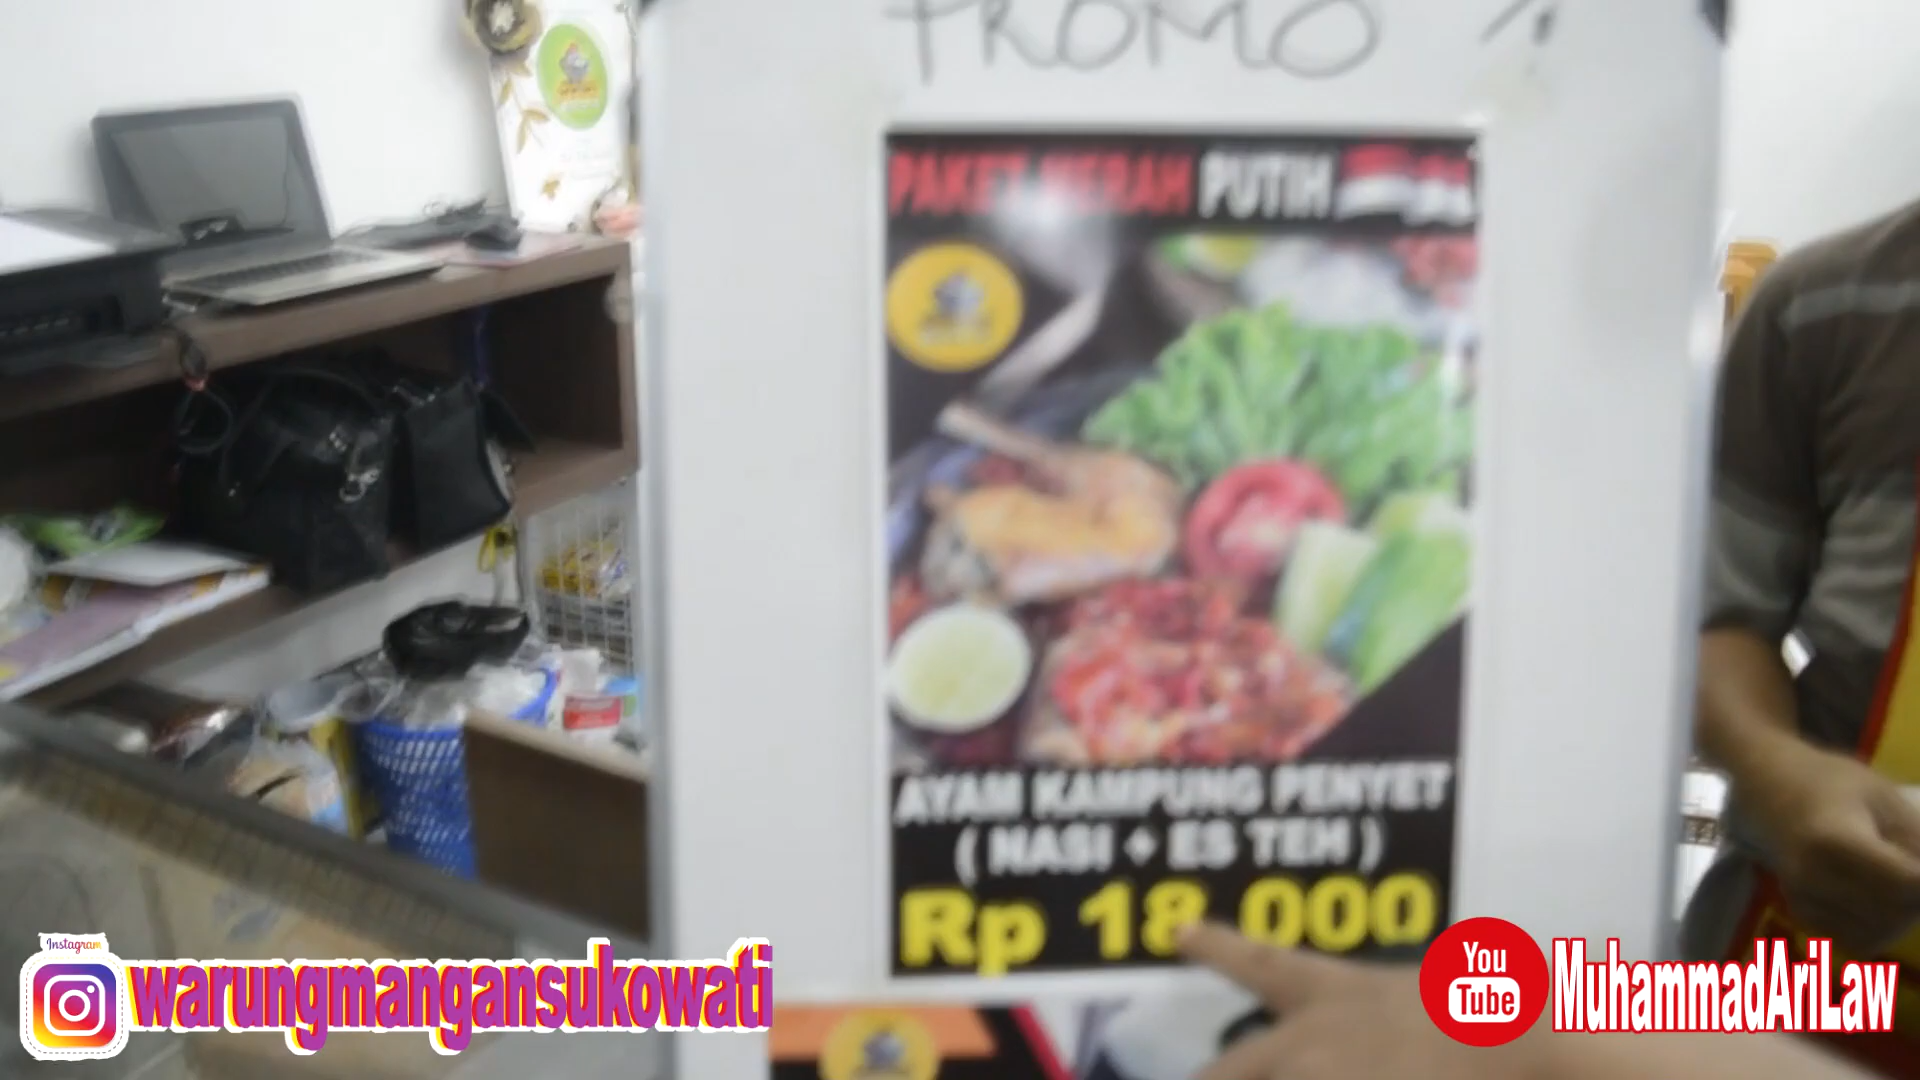 PROMO
PAKET MERAH PUTIH
AYAM KAMPUNG PENYET
( NASI + ES TEH )
Rp 18.000
Instagram
warungmangansukowati
You
Tube
MuhammadAriLaw